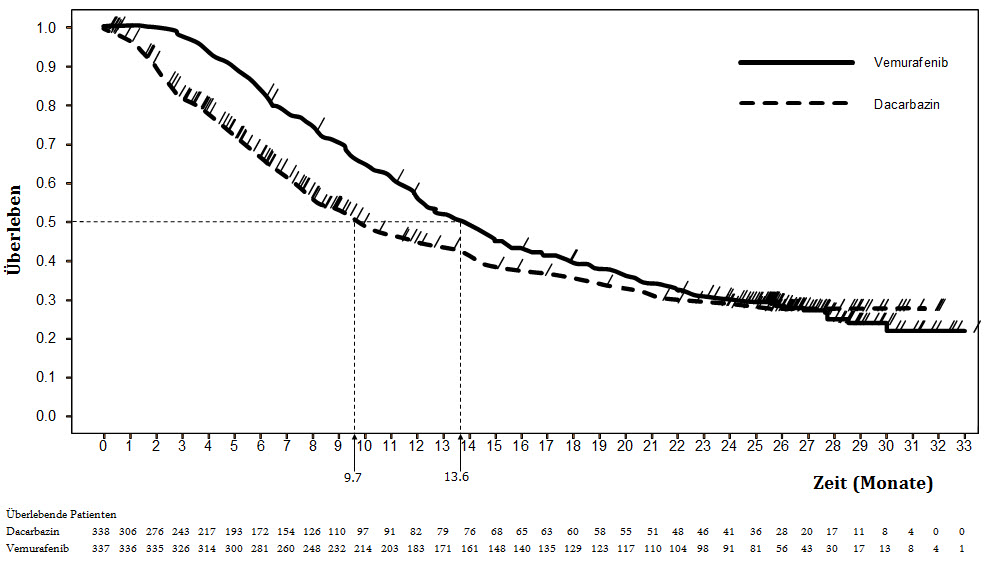 1.0
0.9
0.8
0.7
0.6
0.5
0.4
0.3
0.2
0.1
0.0
Überleben
Vemurafenib
Dacarbazin
0 1 2 3 4 5 6 7 8 9 10 11 12 13 14 15 16 17 18 19 20 21 22 23 24 25 26 27 28 29 30 31 32 33
9.7 13.6
Zeit (Monate)
Überlebende Patienten
Dacarbazin 338 306 276 243 217 193 172 154 126 110 97 91 82 79 76 68 65 63 60 58 55 51 48 46 41 36 28 20 17 11 8 4 0 0
Vemurafenib 337 336 335 326 314 300 281 260 248 232 214 203 183 171 161 148 140 135 129 123 117 110 104 98 91 81 56 43 30 17 13 8 4 1